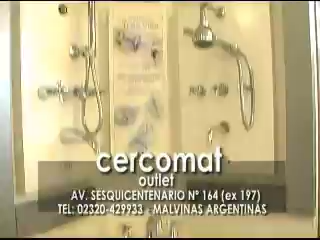 cercomat
outlet
AV. SESQUICENTENARIO Nº 164 (ex 197)
TEL: 02320-429933 - MALVINAS ARGENTINAS